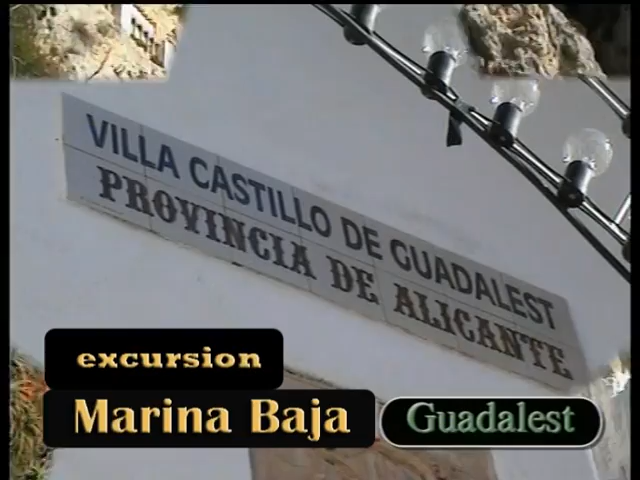 VILLA CASTILLO DE GUADALEST
PROVINCIA DE ALICANTE
excursion
Marina Baja
Guadalest